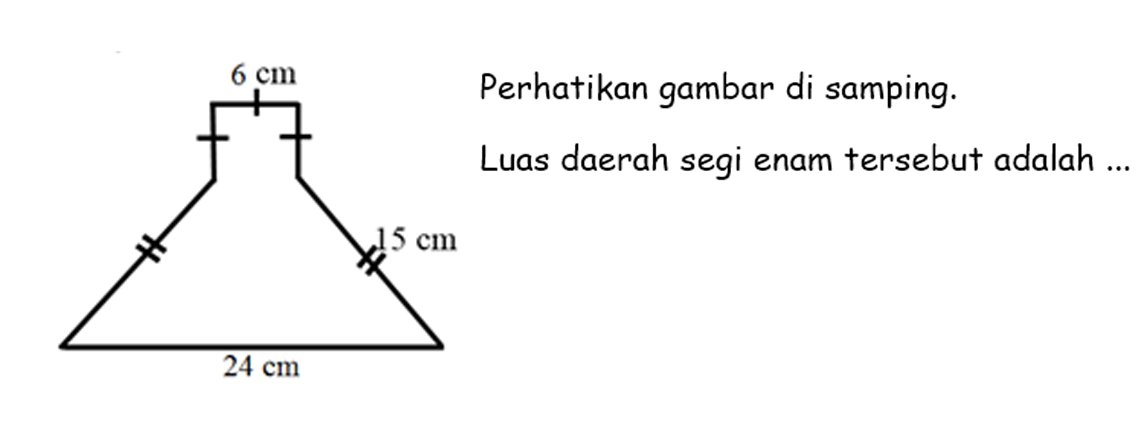 6 cm
Perhatikan gambar di samping.
Luas daerah segi enam tersebut adalah ...
15 cm
24 cm